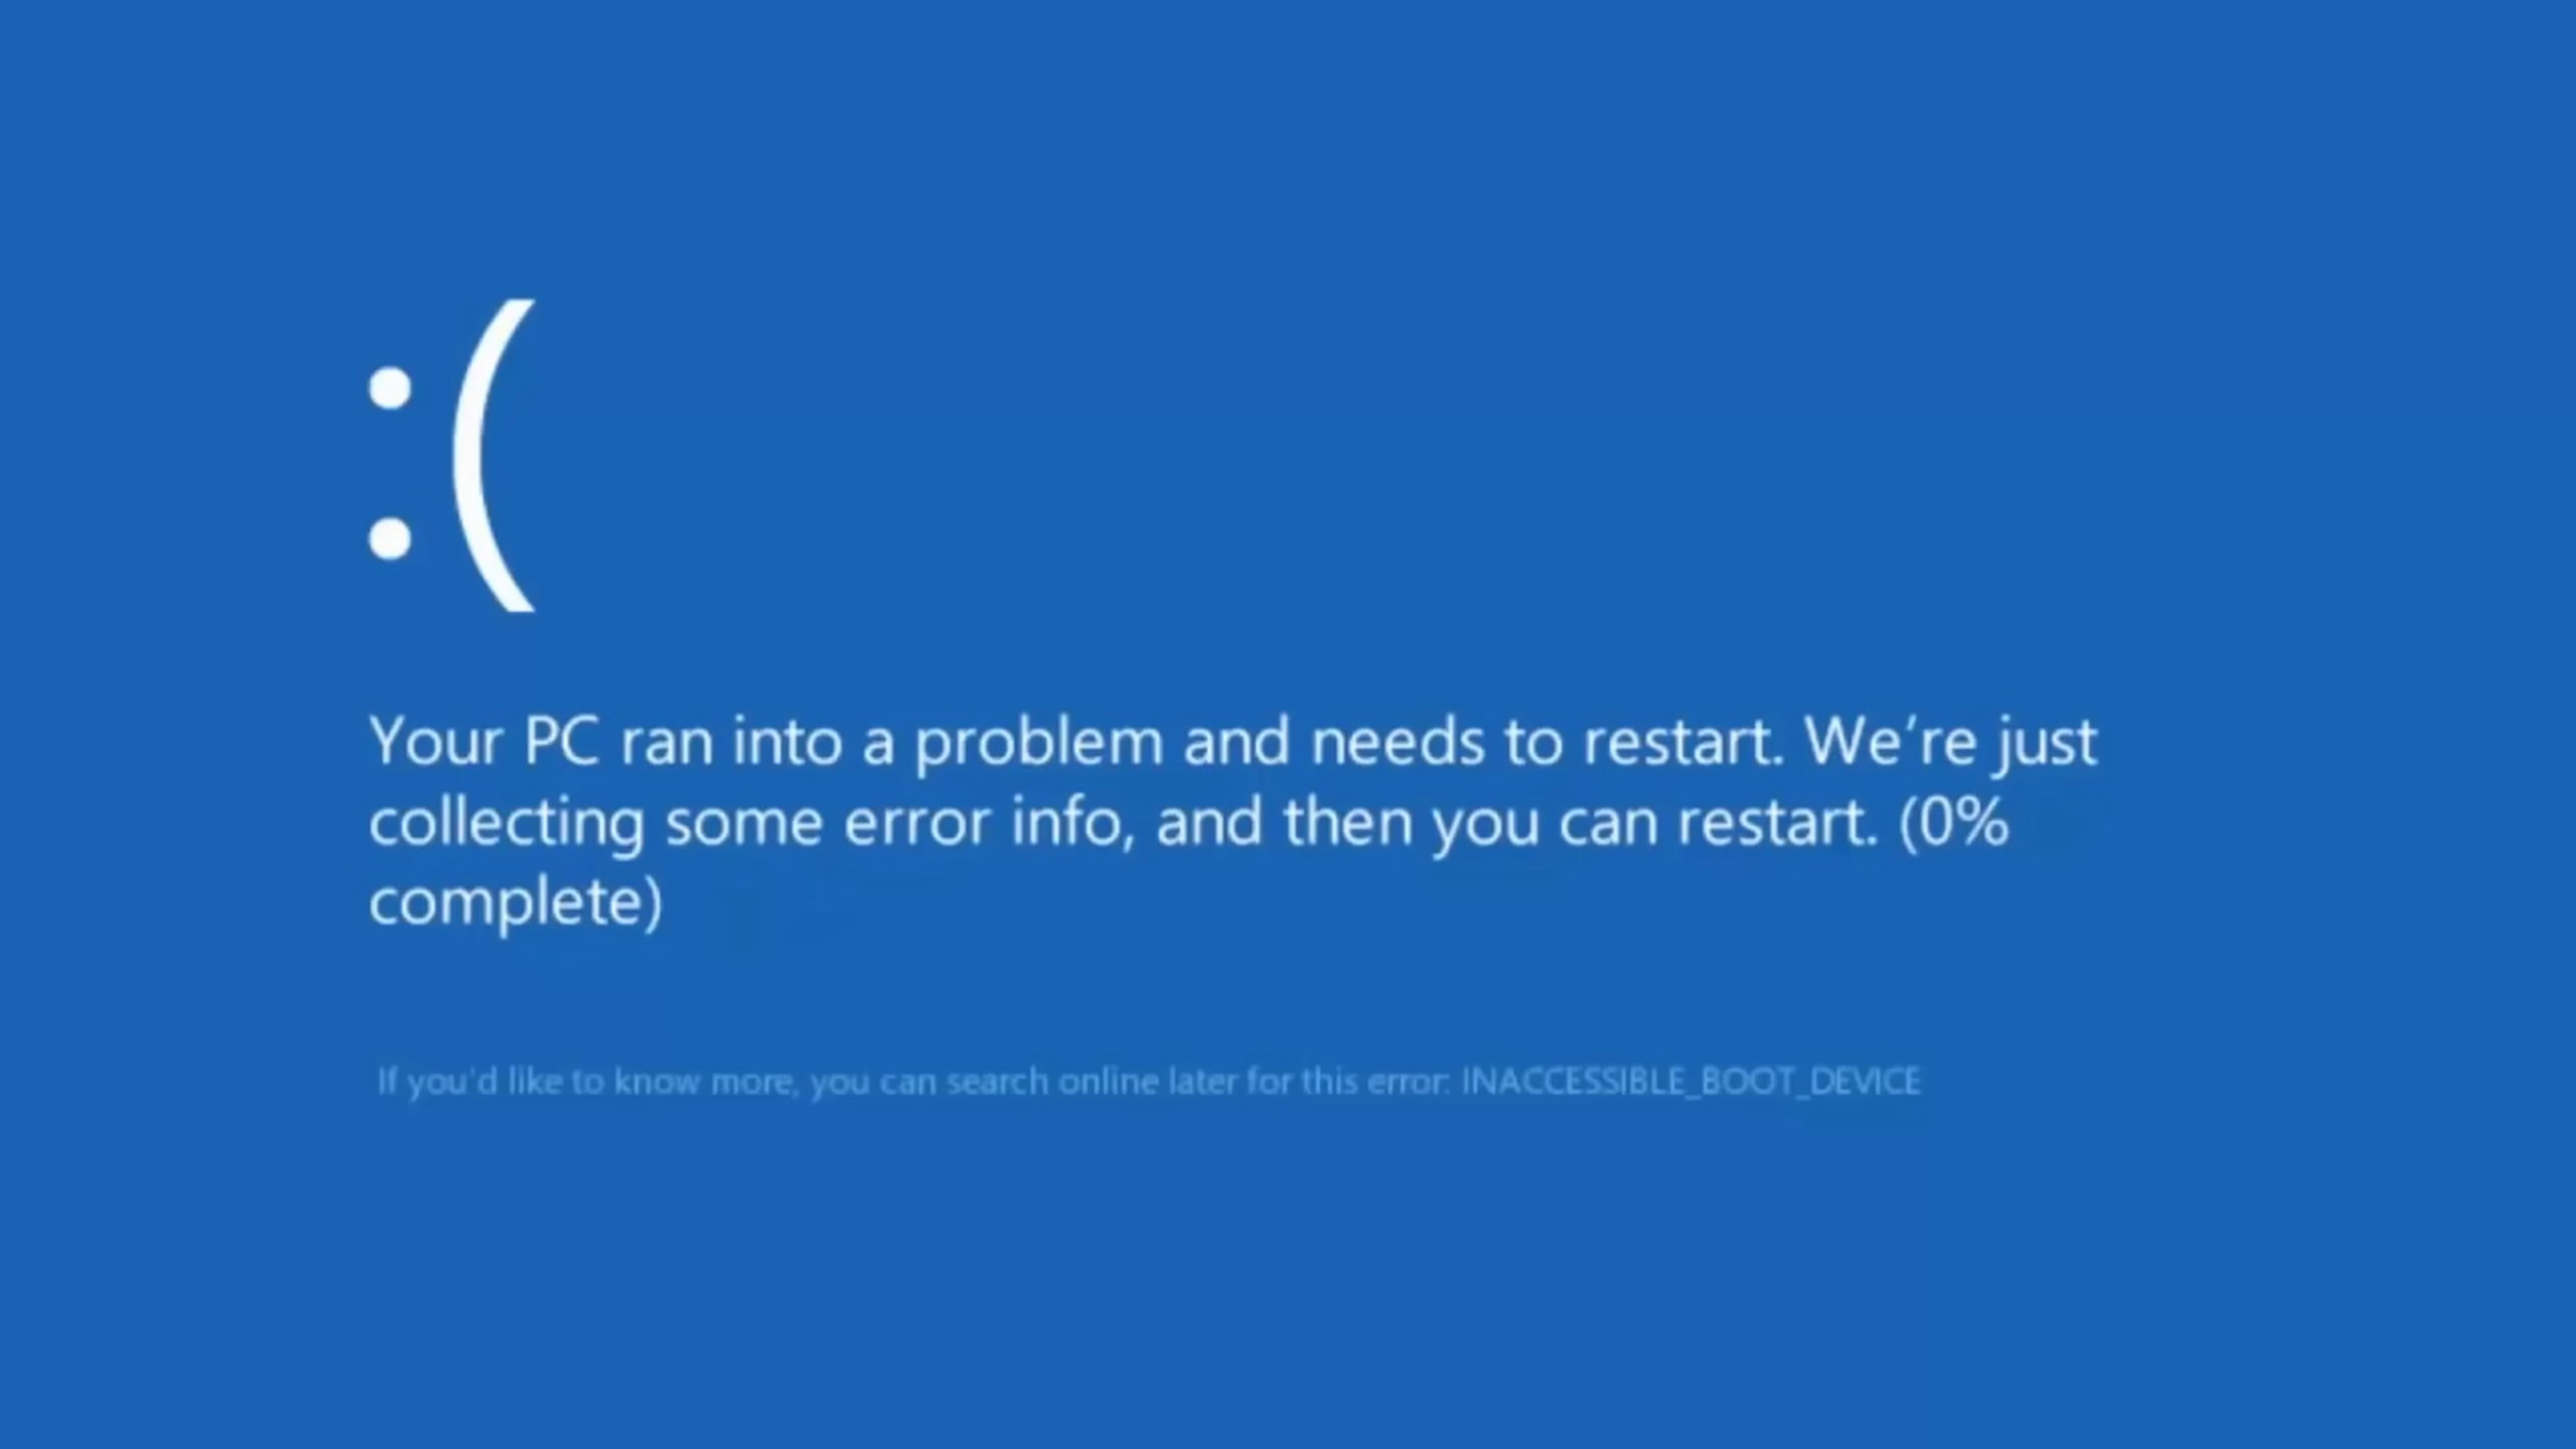 :(
Your PC ran into a problem and needs to restart. We're just
collecting some error info, and then you can restart. (0%
complete)
If you'd like to know more, you can search online later for this error: INACCESSIBLE_BOOT_DEVICE